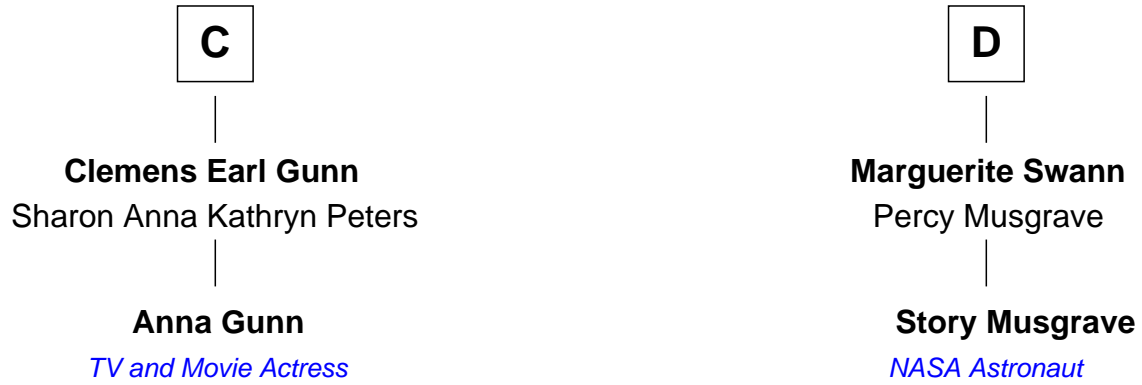 C
Clemens Earl Gunn
Sharon Anna Kathryn Peters
Anna Gunn
TV and Movie Actress
D
Marguerite Swann
Percy Musgrave
Story Musgrave
NASA Astronaut